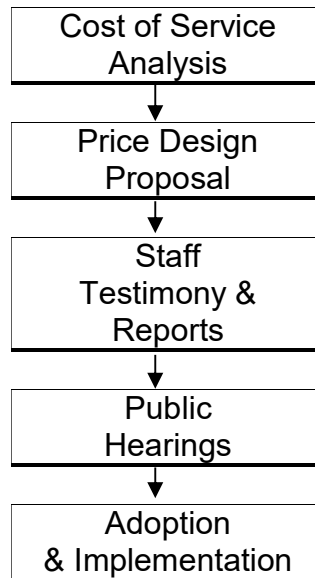 Cost of Service
Analysis
Price Design
Proposal
Staff
Testimony &
Reports
Public
Hearings
Adoption
& Implementation